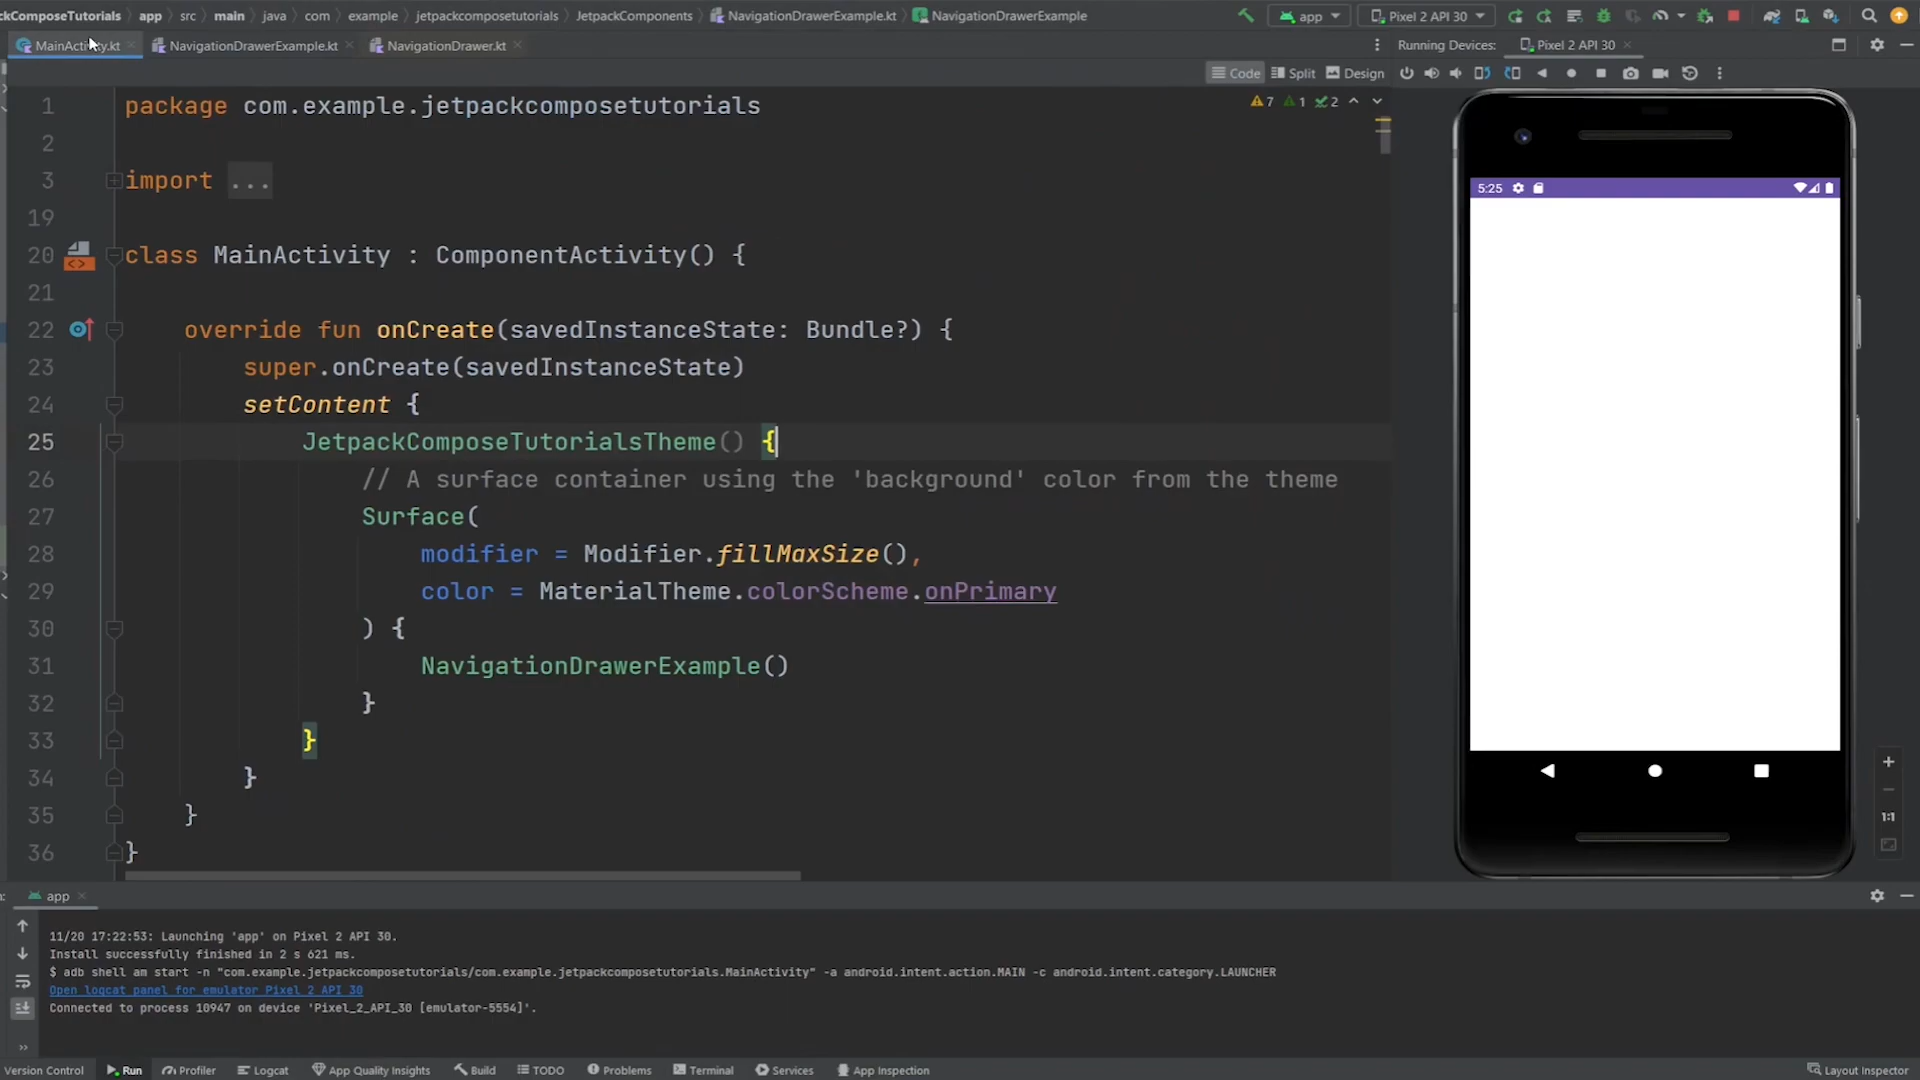 ckComposeTutorials app src main java com example jetpackcomposetutorials JetpackComponents NavigationDrawerExample.kt NavigationDrawerExample app Pixel 2 API 30
MainActivity.kt NavigationDrawerExample.kt NavigationDrawer.kt Running Devices: Pixel 2 API 30
Code Split Design
7 1 2
1 package com.example.jetpackcomposetutorials
2
3 import ...
19
20 class MainActivity : ComponentActivity() {
21
22 override fun onCreate(savedInstanceState: Bundle?) {
23 super.onCreate(savedInstanceState)
24 setContent {
25 JetpackComposeTutorialsTheme() {
26 // A surface container using the 'background' color from the theme
27 Surface(
28 modifier = Modifier.fillMaxSize(),
29 color = MaterialTheme.colorScheme.onPrimary
30 ) {
31 NavigationDrawerExample()
32 }
33 }
34 }
35 }
36 }
5:25
1:1
app
11/20 17:22:53: Launching 'app' on Pixel 2 API 30.
Install successfully finished in 2 s 621 ms.
$ adb shell am start -n "com.example.jetpackcomposetutorials/com.example.jetpackcomposetutorials.MainActivity" -a android.intent.action.MAIN -c android.intent.category.LAUNCHER
Open logcat panel for emulator Pixel 2 API 30
Connected to process 10947 on device 'Pixel_2_API_30 [emulator-5554]'.
Version Control Run Profiler Logcat App Quality Insights Build TODO Problems Terminal Services App Inspection Layout Inspector